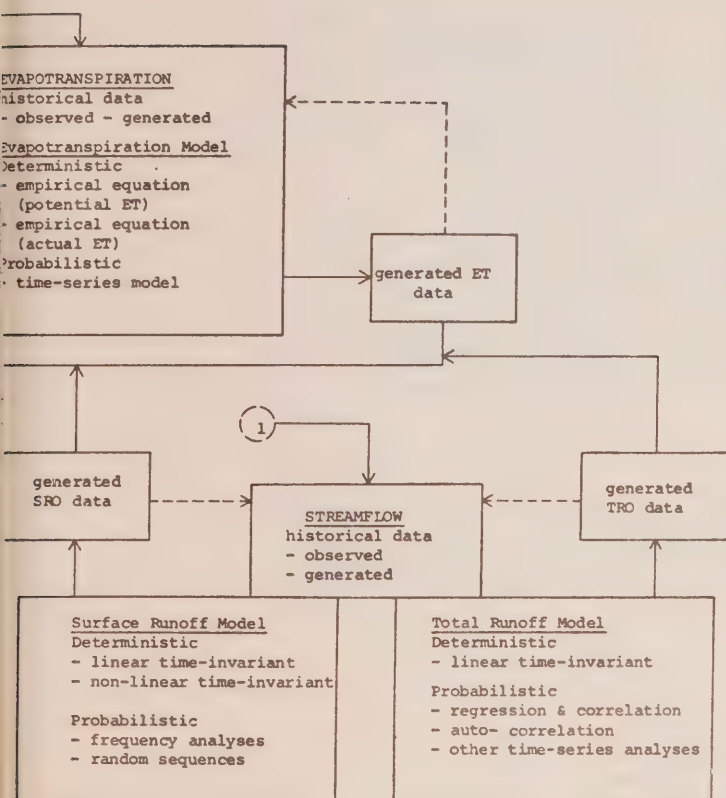 EVAPOTRANSPIRATION
historical data
- observed - generated
Evapotranspiration Model
Deterministic
- empirical equation
(potential ET)
- empirical equation
(actual ET)
Probabilistic
- time-series model
generated ET
data
1
generated
SRO data
STREAMFLOW
historical data
- observed
- generated
generated
TRO data
Surface Runoff Model
Deterministic
- linear time-invariant
- non-linear time-invariant
Probabilistic
- frequency analyses
- random sequences
Total Runoff Model
Deterministic
- linear time-invariant
Probabilistic
- regression & correlation
- auto- correlation
- other time-series analyses